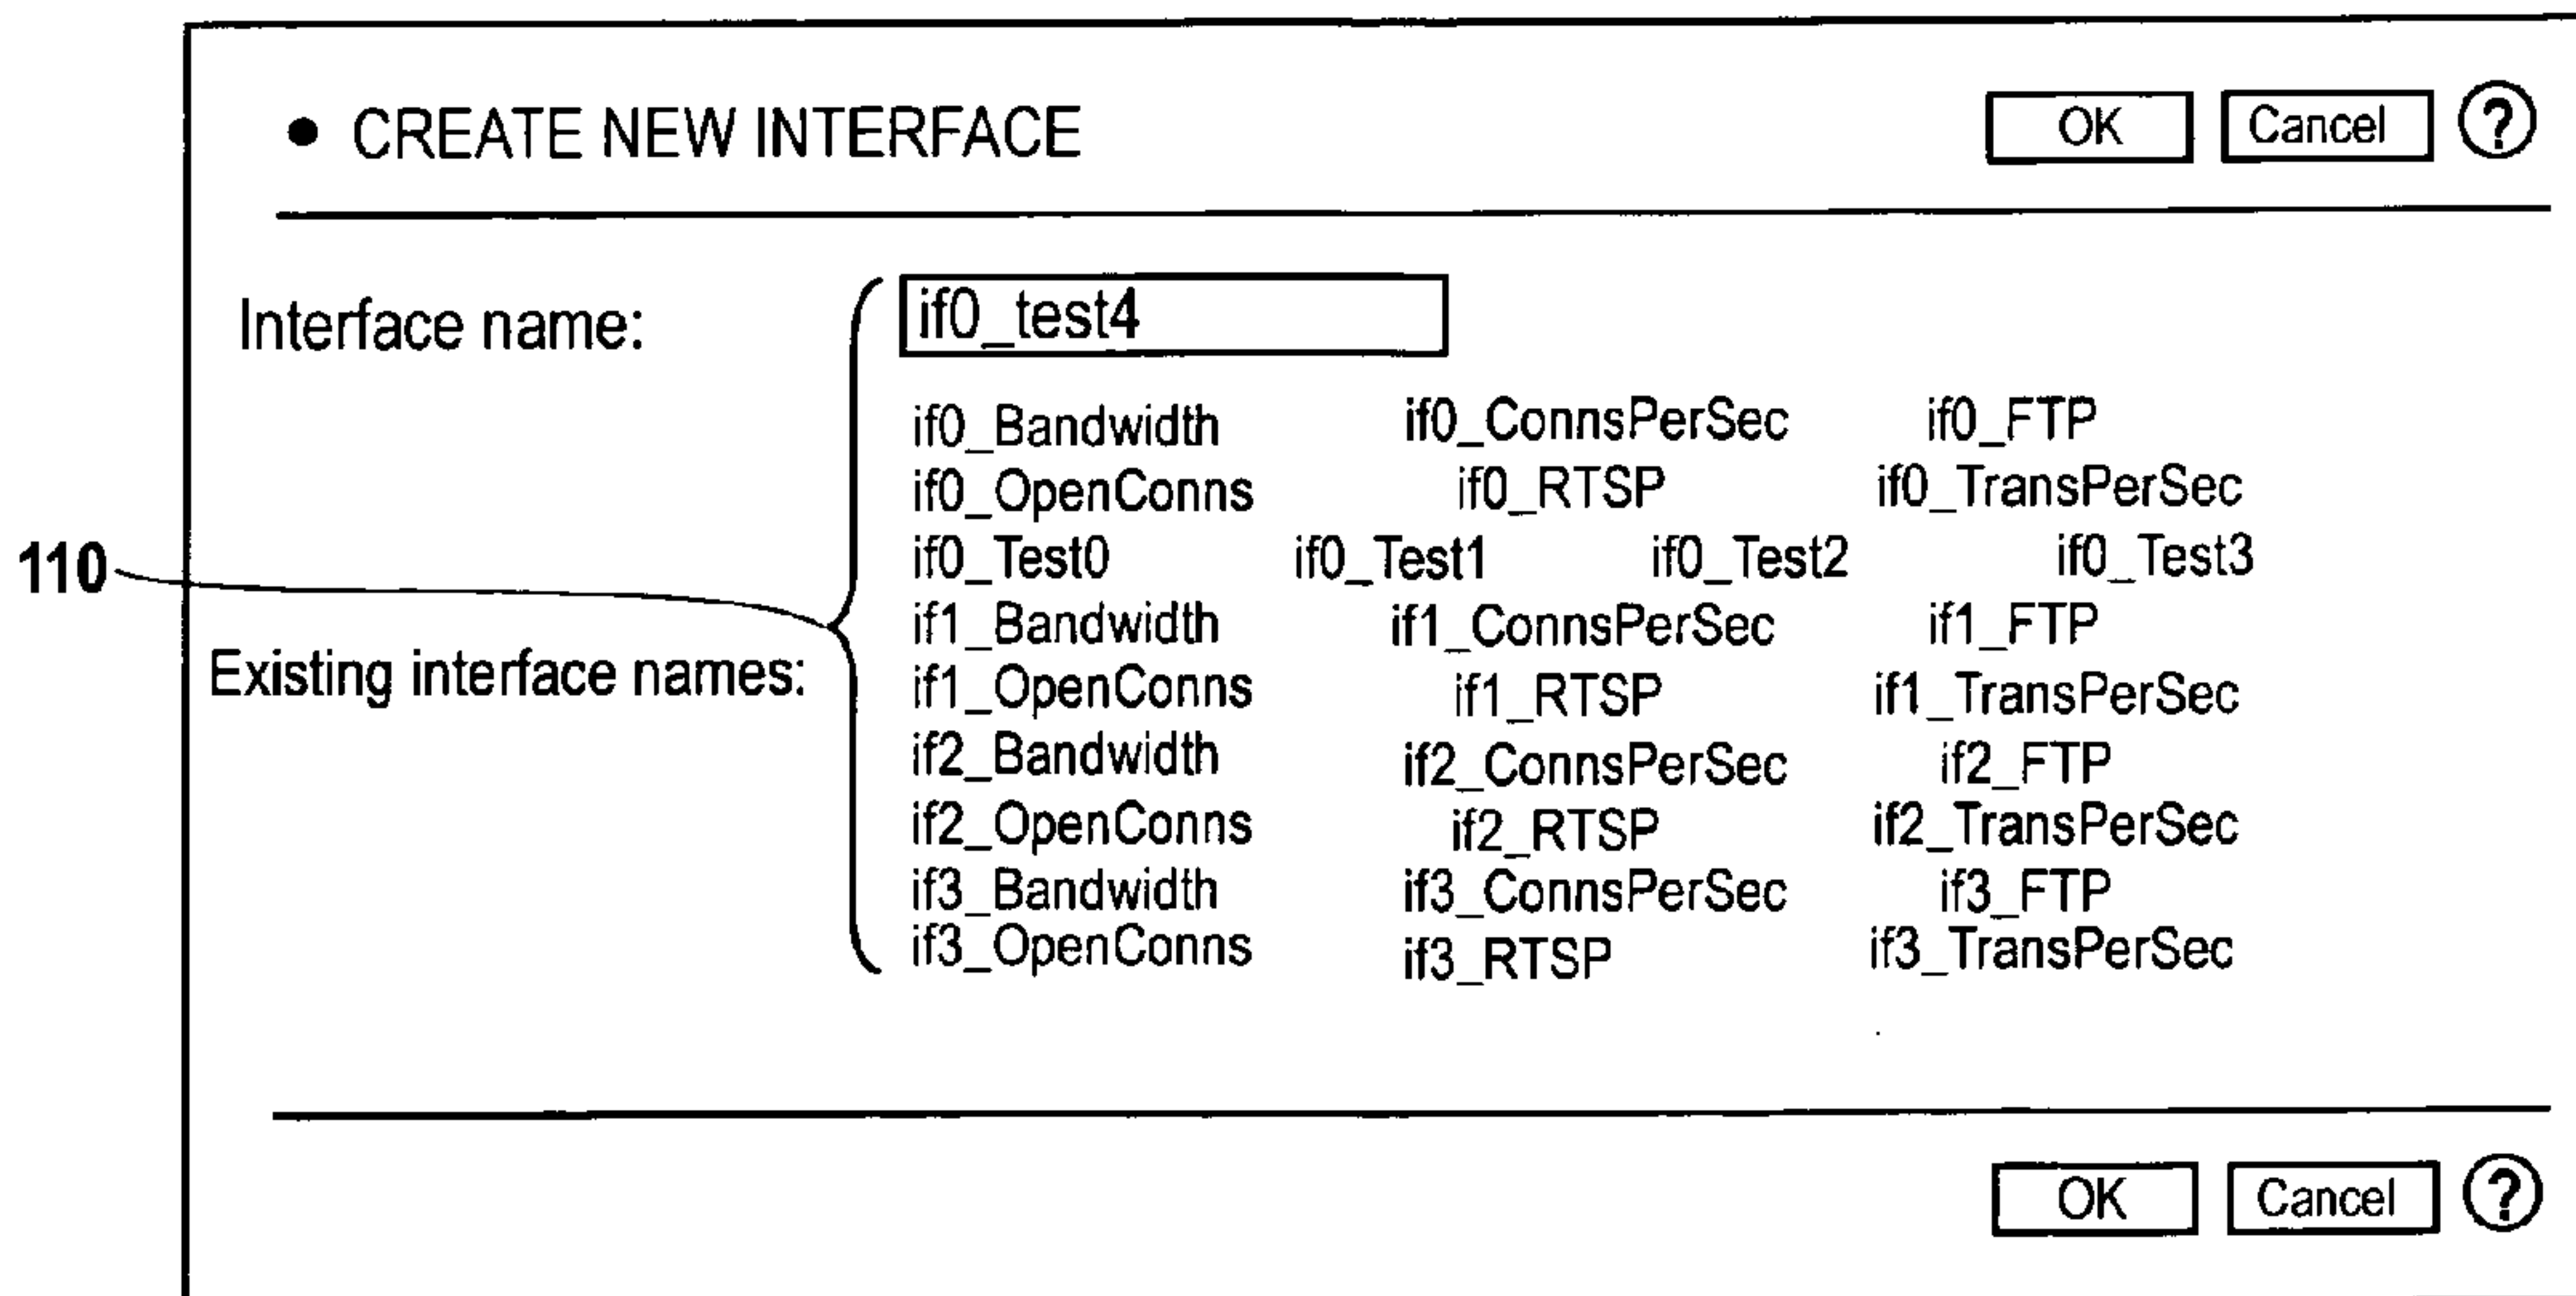 • CREATE NEW INTERFACE OK Cancel ?
Interface name: if0_test4
if0_Bandwidth if0_ConnsPerSec if0_FTP
if0_OpenConns if0_RTSP if0_TransPerSec
if0_Test0 if0_Test1 if0_Test2 if0_Test3
110
if1_Bandwidth if1_ConnsPerSec if1_FTP
Existing interface names: if1_OpenConns if1_RTSP if1_TransPerSec
if2_Bandwidth if2_ConnsPerSec if2_FTP
if2_OpenConns if2_RTSP if2_TransPerSec
if3_Bandwidth if3_ConnsPerSec if3_FTP
if3_OpenConns if3_RTSP if3_TransPerSec
OK Cancel ?